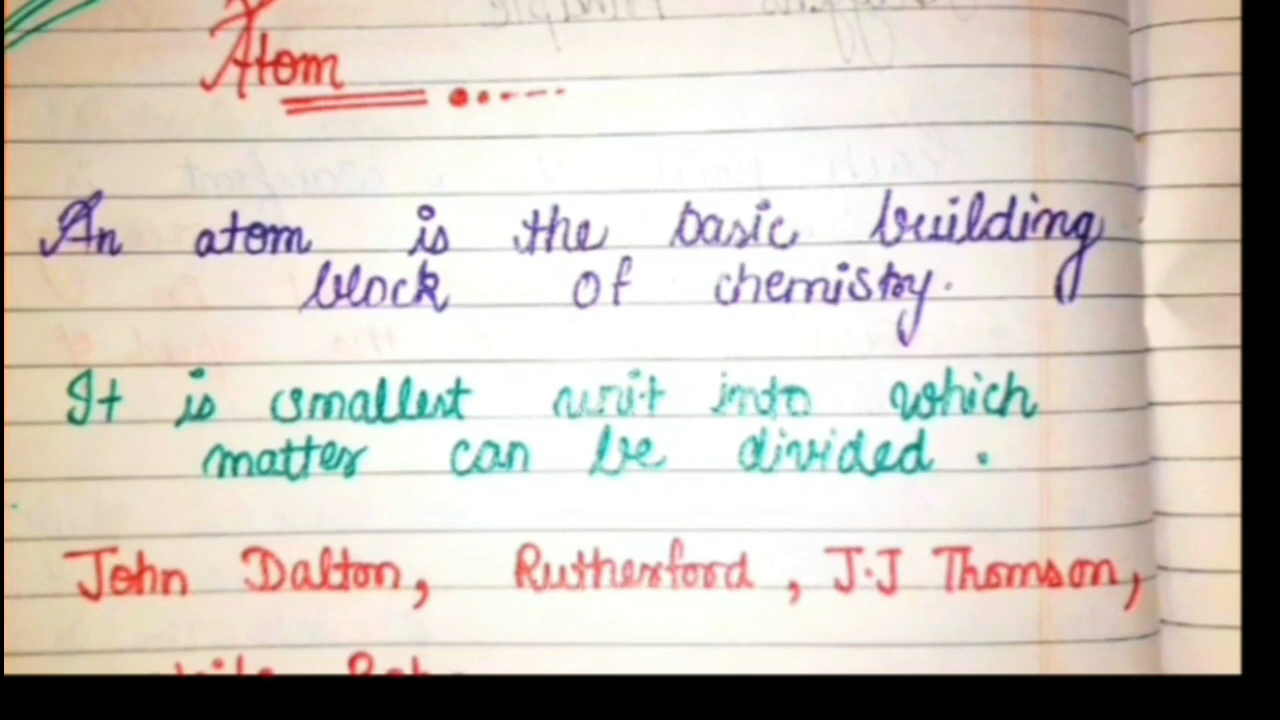 Atom
An atom is the basic building
block of chemistry.
It is smallest unit into which
matter can be divided.
John Dalton, Rutherford, J.J Thomson,